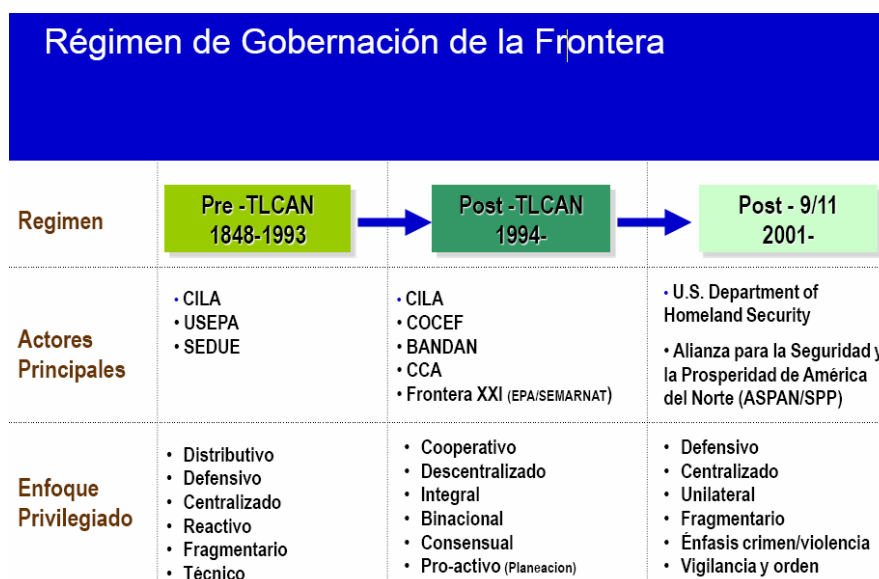 Régimen de Gobernación de la Frontera
Regimen
Pre -TLCAN
1848-1993
Post -TLCAN
1994-
Post - 9/11
2001-
Actores
Principales
• CILA
• USEPA
• SEDUE
• CILA
• COCEF
• BANDAN
• CCA
• Frontera XXI (EPA/SEMARNAT)
• U.S. Department of
Homeland Security
• Alianza para la Seguridad y
la Prosperidad de América
del Norte (ASPAN/SPP)
Enfoque
Privilegiado
• Distributivo
• Defensivo
• Centralizado
• Reactivo
• Fragmentario
• Técnico
• Cooperativo
• Descentralizado
• Integral
• Binacional
• Consensual
• Pro-activo (Planeacion)
• Defensivo
• Centralizado
• Unilateral
• Fragmentario
• Énfasis crimen/violencia
• Vigilancia y orden